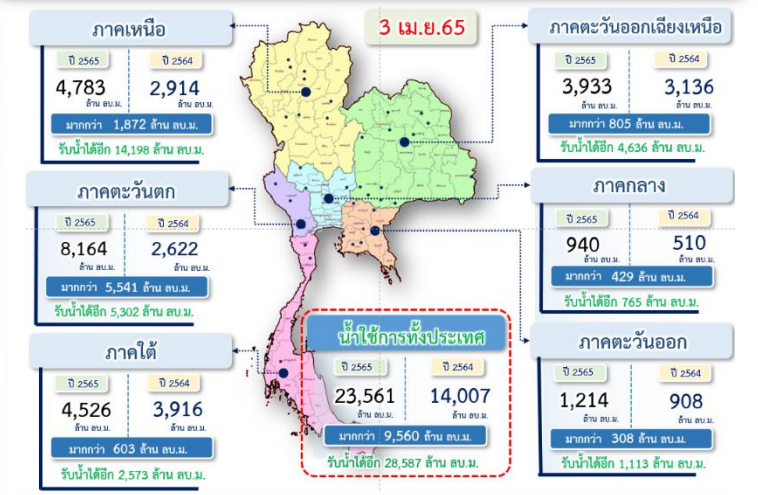 3 เม.ย.65
ภาคเหนือ
ปี 2565 ปี 2564
4,783 2,914
ล้าน ลบ.ม. ล้าน ลบ.ม.
มากกว่า 1,872 ล้าน ลบ.ม.
รับน้ำได้อีก 14,198 ล้าน ลบ.ม.
ภาคตะวันออกเฉียงเหนือ
ปี 2565 ปี 2564
3,933 3,136
ล้าน ลบ.ม. ล้าน ลบ.ม.
มากกว่า 805 ล้าน ลบ.ม.
รับน้ำได้อีก 4,636 ล้าน ลบ.ม.
ภาคตะวันตก
ปี 2565 ปี 2564
8,164 2,622
ล้าน ลบ.ม. ล้าน ลบ.ม.
มากกว่า 5,541 ล้าน ลบ.ม.
รับน้ำได้อีก 5,302 ล้าน ลบ.ม.
ภาคกลาง
ปี 2565 ปี 2564
940 510
ล้าน ลบ.ม. ล้าน ลบ.ม.
มากกว่า 429 ล้าน ลบ.ม.
รับน้ำได้อีก 765 ล้าน ลบ.ม.
ภาคใต้
ปี 2565 ปี 2564
4,526 3,916
ล้าน ลบ.ม. ล้าน ลบ.ม.
มากกว่า 603 ล้าน ลบ.ม.
รับน้ำได้อีก 2,573 ล้าน ลบ.ม.
น้ำใช้การทั้งประเทศ
ปี 2565 ปี 2564
23,561 14,007
ล้าน ลบ.ม. ล้าน ลบ.ม.
มากกว่า 9,560 ล้าน ลบ.ม.
รับน้ำได้อีก 28,587 ล้าน ลบ.ม.
ภาคตะวันออก
ปี 2565 ปี 2564
1,214 908
ล้าน ลบ.ม. ล้าน ลบ.ม.
มากกว่า 308 ล้าน ลบ.ม.
รับน้ำได้อีก 1,113 ล้าน ลบ.ม.